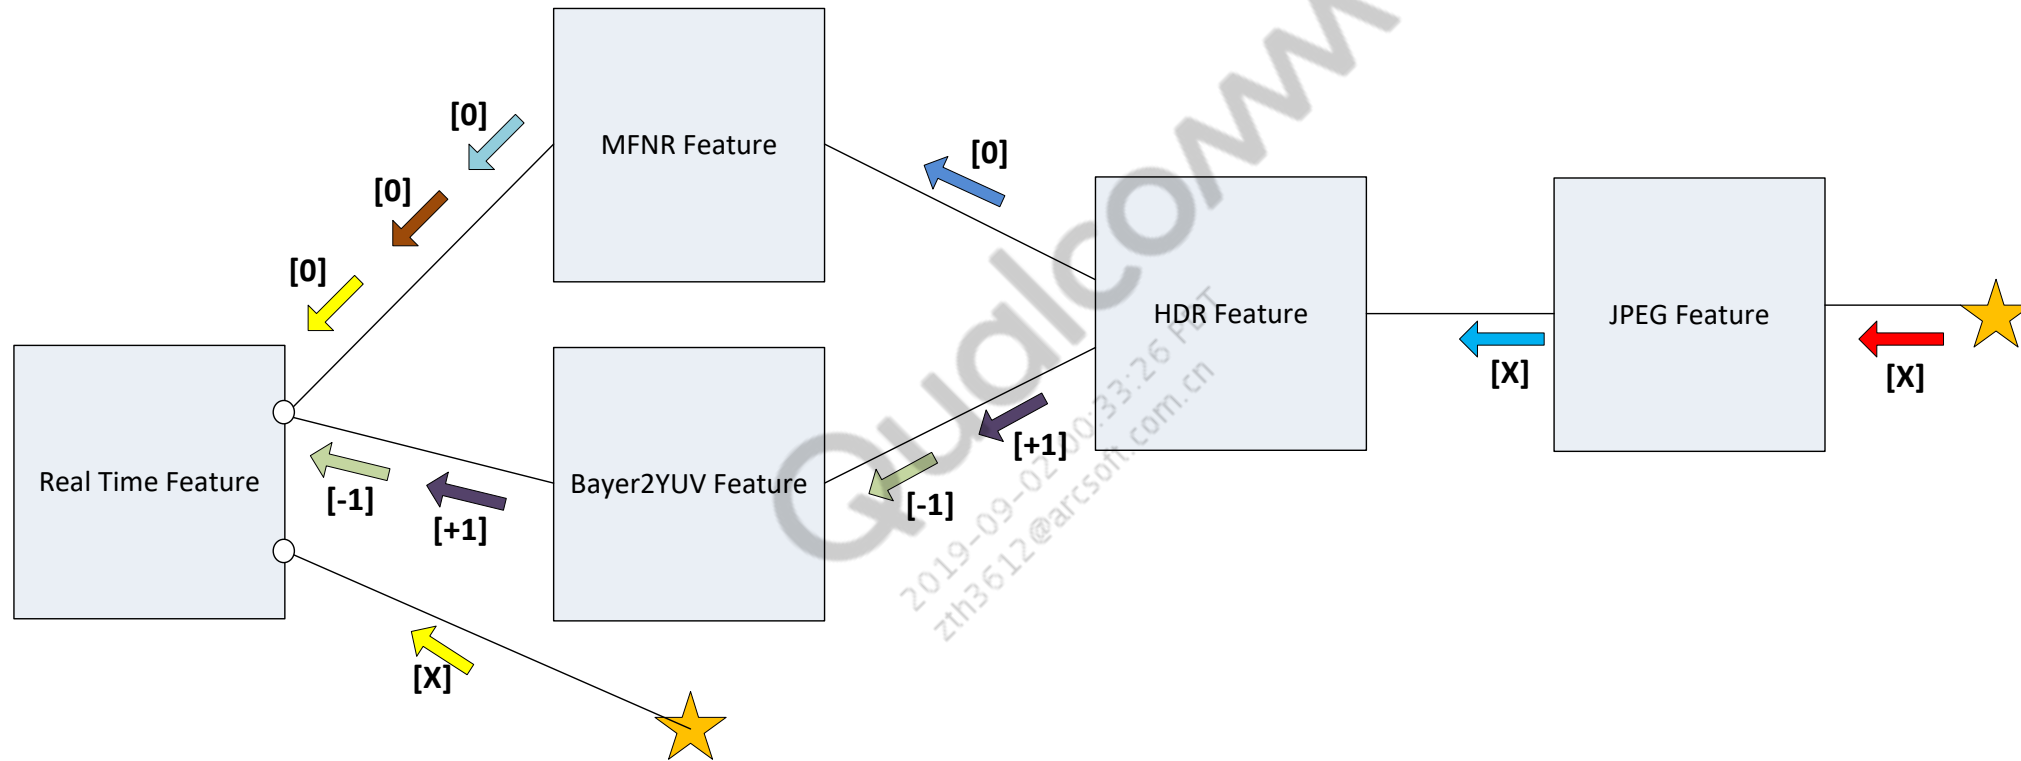 [0]
MFNR Feature
[0]
[0]
[0]
HDR Feature
JPEG Feature
[X]
[X]
Real Time Feature
Bayer2YUV Feature
[-1]
[+1]
[+1]
[-1]
[X]
Qualcomm
2019-09-02 00:33:26 PDT
zth3612@arcsoft.com.cn